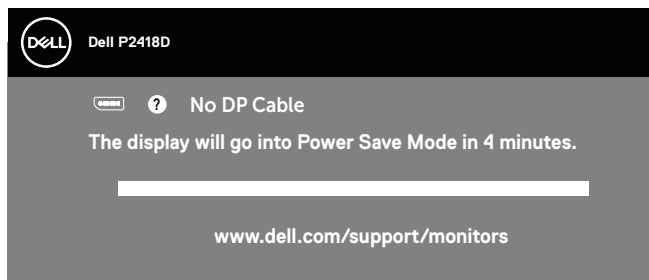 DELL
Dell P2418D
? No DP Cable
The display will go into Power Save Mode in 4 minutes.
www.dell.com/support/monitors